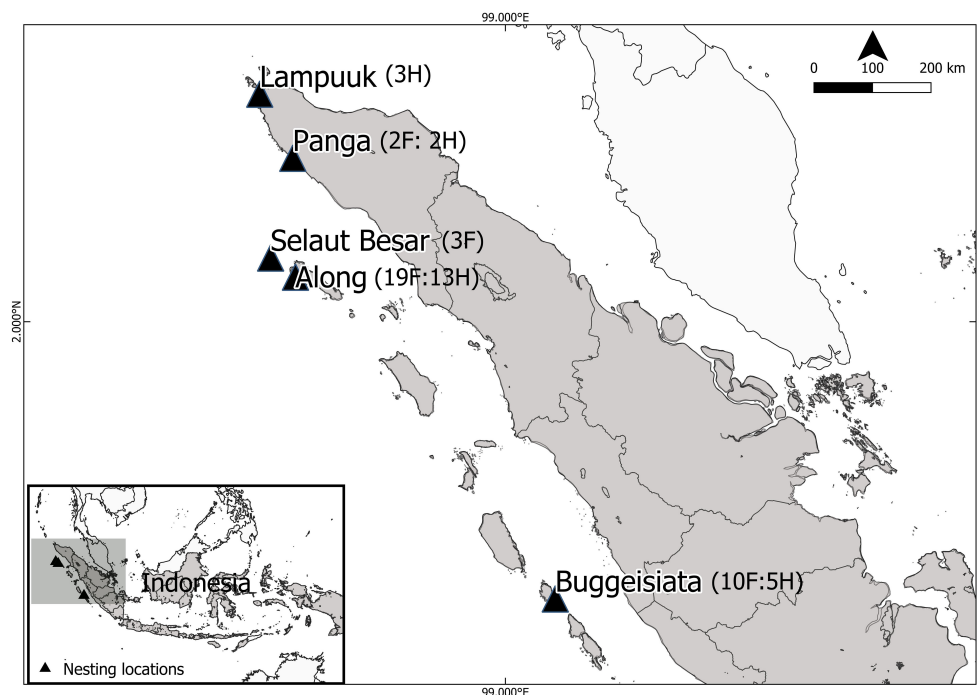 99.000°E
0 100 200 km
Lampuuk (3H)
Panga (2F: 2H)
Selaut Besar (3F)
Along (19F:13H)
2.000°N
Buggeisiata (10F:5H)
Indonesia
Nesting locations
99.000°E